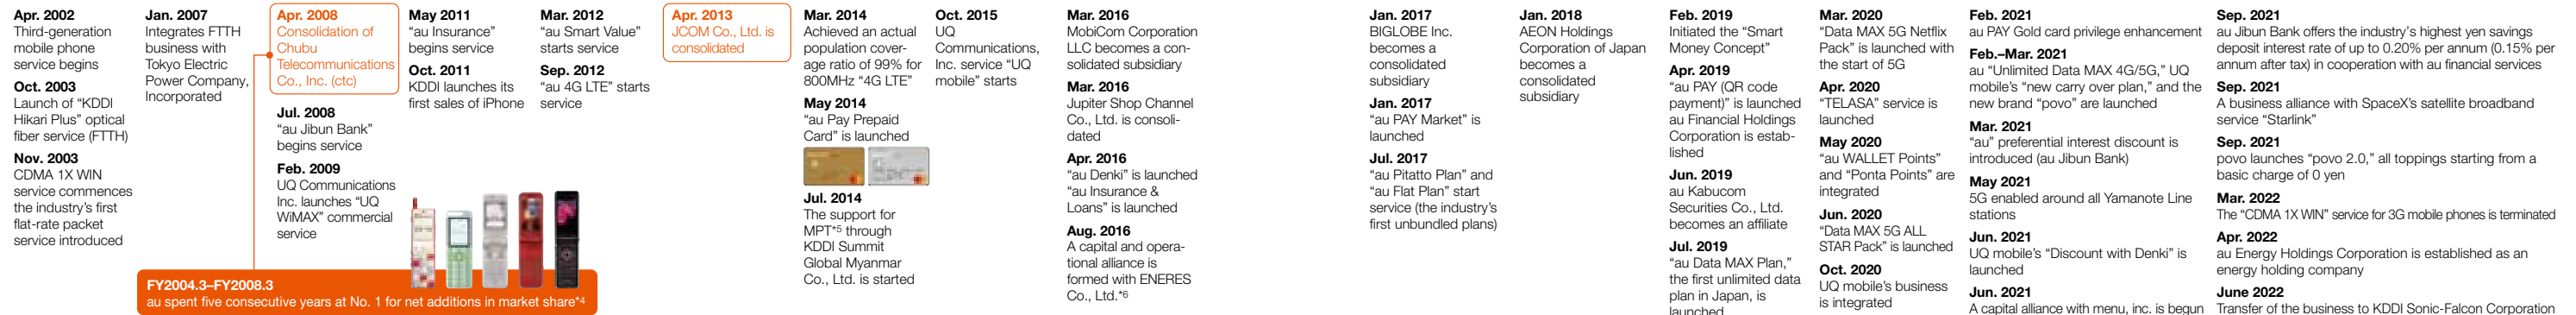 Apr. 2002
Third-generation
mobile phone
service begins
Oct. 2003
Launch of “KDDI
Hikari Plus” optical
fiber service (FTTH)
Nov. 2003
CDMA 1X WIN
service commences
the industry’s first
flat-rate packet
service introduced
Jan. 2007
Integrates FTTH
business with
Tokyo Electric
Power Company,
Incorporated
Apr. 2008
Consolidation of
Chubu
Telecommunications
Co., Inc. (ctc)
Jul. 2008
“au Jibun Bank”
begins service
Feb. 2009
UQ Communications
Inc. launches “UQ
WiMAX” commercial
service
FY2004.3–FY2008.3
au spent five consecutive years at No. 1 for net additions in market share*4
May 2011
“au Insurance”
begins service
Oct. 2011
KDDI launches its
first sales of iPhone
Mar. 2012
“au Smart Value”
starts service
Sep. 2012
“au 4G LTE” starts
service
Apr. 2013
JCOM Co., Ltd. is
consolidated
Mar. 2014
Achieved an actual
population cover-
age ratio of 99% for
800MHz “4G LTE”
May 2014
“au Pay Prepaid
Card” is launched
Jul. 2014
The support for
MPT*5 through
KDDI Summit
Global Myanmar
Co., Ltd. is started
Oct. 2015
UQ
Communications,
Inc. service “UQ
mobile” starts
Mar. 2016
MobiCom Corporation
LLC becomes a con-
solidated subsidiary
Mar. 2016
Jupiter Shop Channel
Co., Ltd. is consoli-
dated
Apr. 2016
“au Denki” is launched
“au Insurance &
Loans” is launched
Aug. 2016
A capital and opera-
tional alliance is
formed with ENERES
Co., Ltd.*6
Jan. 2017
BIGLOBE Inc.
becomes a
consolidated
subsidiary
Jan. 2017
“au PAY Market” is
launched
Jul. 2017
“au Pitatto Plan” and
“au Flat Plan” start
service (the industry’s
first unbundled plans)
Jan. 2018
AEON Holdings
Corporation of Japan
becomes a
consolidated
subsidiary
Feb. 2019
Initiated the “Smart
Money Concept”
Apr. 2019
“au PAY (QR code
payment)” is launched
au Financial Holdings
Corporation is estab-
lished
Jun. 2019
au Kabucom
Securities Co., Ltd.
becomes an affiliate
Jul. 2019
“au Data MAX Plan,”
the first unlimited data
plan in Japan, is
launched
Mar. 2020
“Data MAX 5G Netflix
Pack” is launched with
the start of 5G
Apr. 2020
“TELASA” service is
launched
May 2020
“au WALLET Points”
and “Ponta Points” are
integrated
Jun. 2020
“Data MAX 5G ALL
STAR Pack” is launched
Oct. 2020
UQ mobile’s business
is integrated
Feb. 2021
au PAY Gold card privilege enhancement
Feb.–Mar. 2021
au “Unlimited Data MAX 4G/5G,” UQ
mobile’s “new carry over plan,” and the
new brand “povo” are launched
Mar. 2021
“au” preferential interest discount is
introduced (au Jibun Bank)
May 2021
5G enabled around all Yamanote Line
stations
Jun. 2021
UQ mobile’s “Discount with Denki” is
launched
Jun. 2021
A capital alliance with menu, inc. is begun
Sep. 2021
au Jibun Bank offers the industry’s highest yen savings
deposit interest rate of up to 0.20% per annum (0.15% per
annum after tax) in cooperation with au financial services
Sep. 2021
A business alliance with SpaceX’s satellite broadband
service “Starlink”
Sep. 2021
povo launches “povo 2.0,” all toppings starting from a
basic charge of 0 yen
Mar. 2022
The “CDMA 1X WIN” service for 3G mobile phones is terminated
Apr. 2022
au Energy Holdings Corporation is established as an
energy holding company
June 2022
Transfer of the business to KDDI Sonic-Falcon Corporation